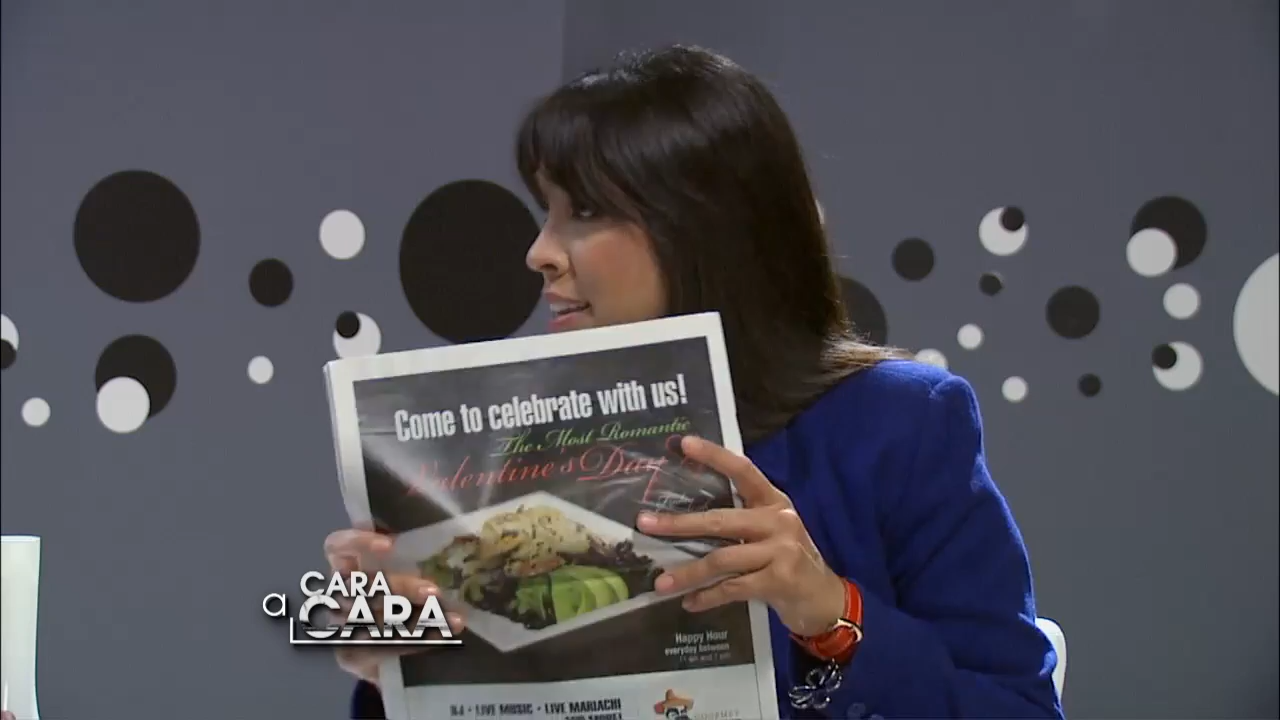 Come to celebrate with us!
The Most Romantic
Valentine's Day
Happy Hour
everyday between
LIVE MUSIC • LIVE MARIACHI
GOURMET
CARA
a CARA